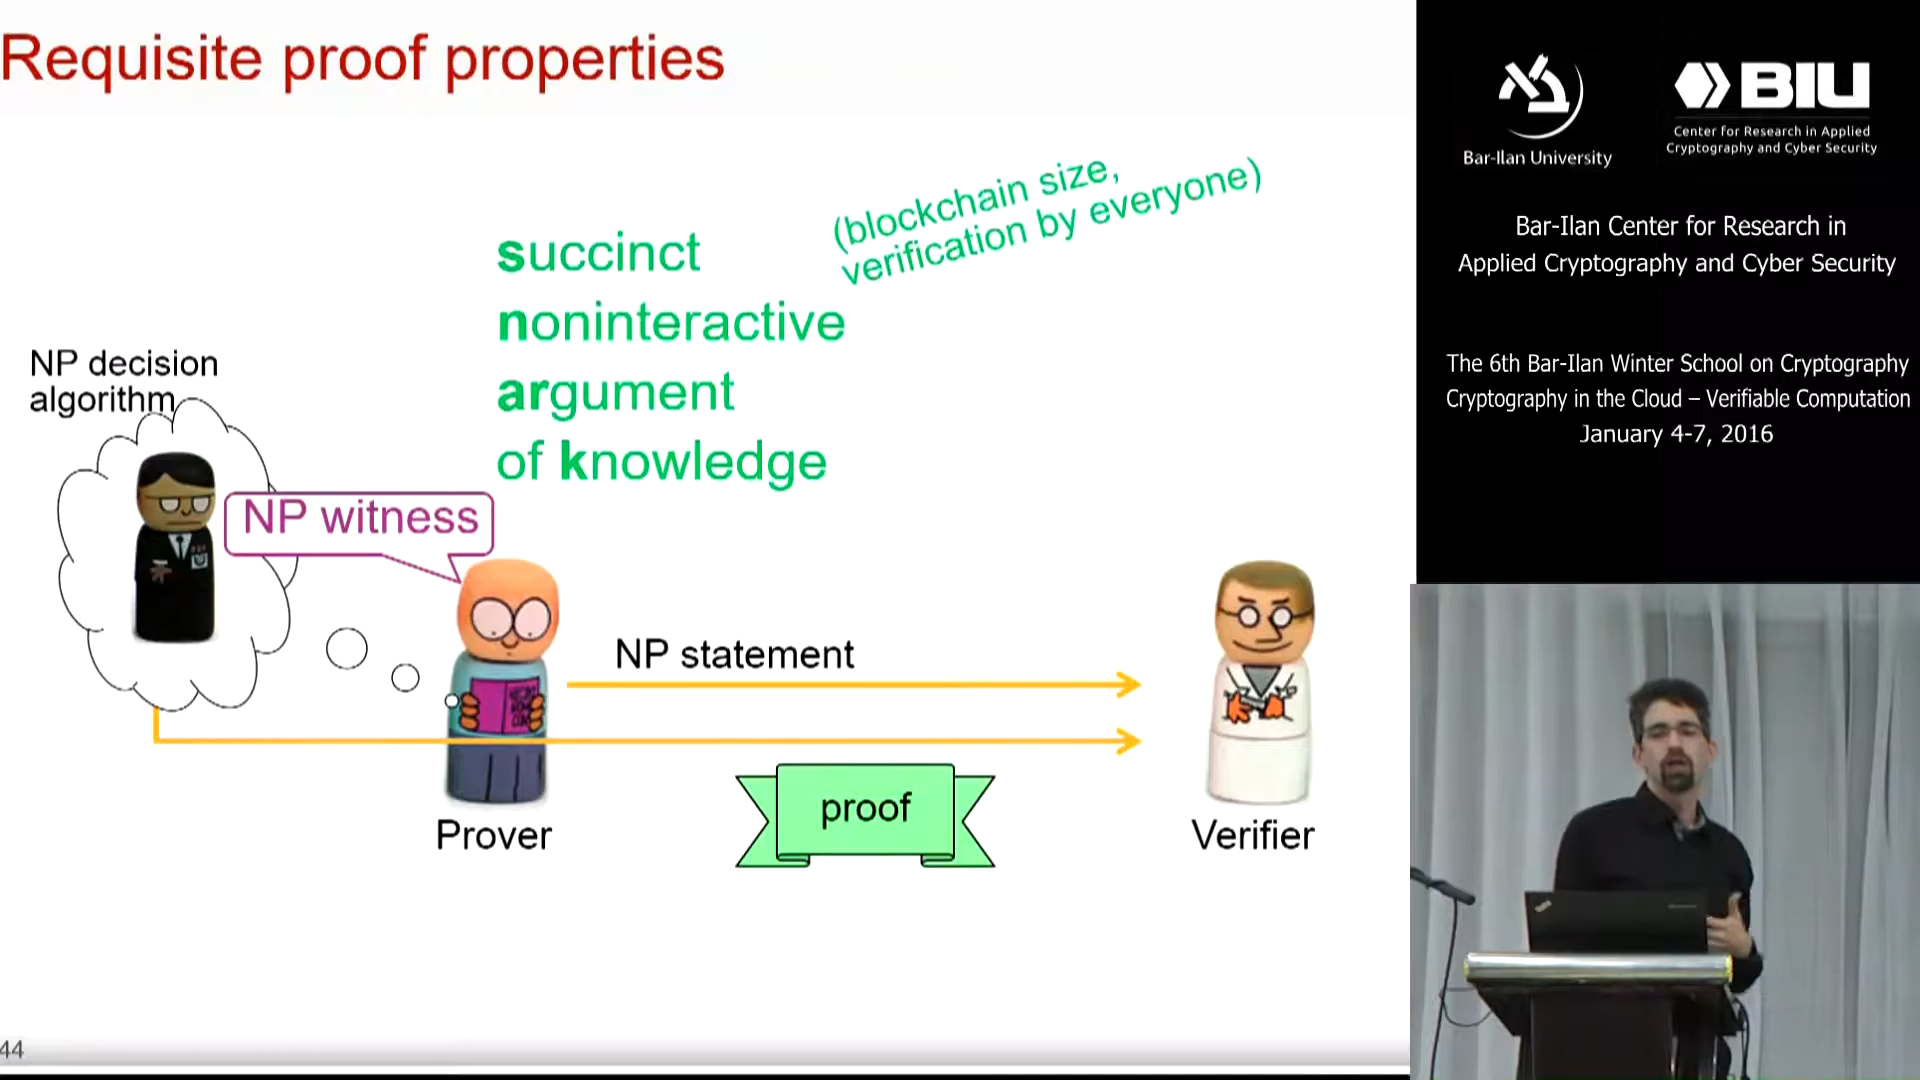 Requisite proof properties
(blockchain size,
verification by everyone)
succinct
noninteractive
argument
of knowledge
NP decision
algorithm
NP witness
NP statement
proof
Prover
Verifier
44
Bar-Ilan University
BIU
Center for Research in Applied
Cryptography and Cyber Security
Bar-Ilan Center for Research in
Applied Cryptography and Cyber Security
The 6th Bar-Ilan Winter School on Cryptography
Cryptography in the Cloud – Verifiable Computation
January 4-7, 2016